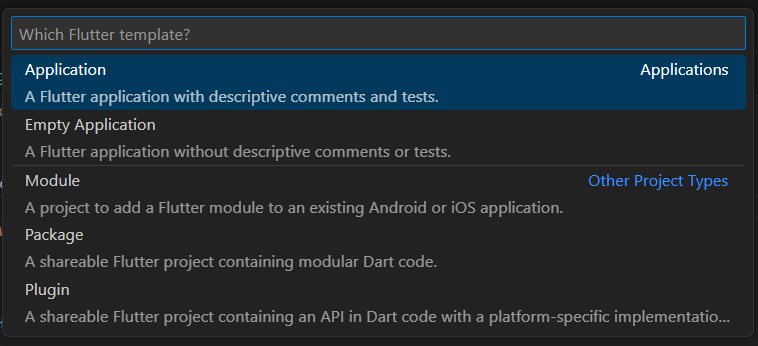 Which Flutter template?
Application Applications
A Flutter application with descriptive comments and tests.
Empty Application
A Flutter application without descriptive comments or tests.
Module Other Project Types
A project to add a Flutter module to an existing Android or iOS application.
Package
A shareable Flutter project containing modular Dart code.
Plugin
A shareable Flutter project containing an API in Dart code with a platform-specific implementatio...